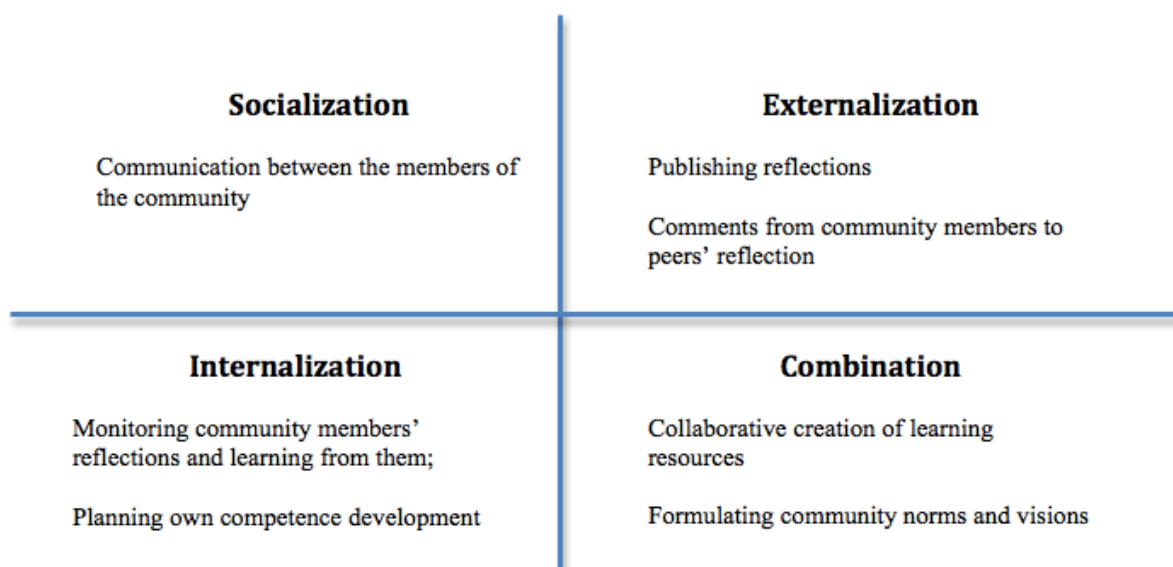 Socialization
Communication between the members of
the community
Externalization
Publishing reflections
Comments from community members to
peers’ reflection
Internalization
Monitoring community members’
reflections and learning from them;
Planning own competence development
Combination
Collaborative creation of learning
resources
Formulating community norms and visions